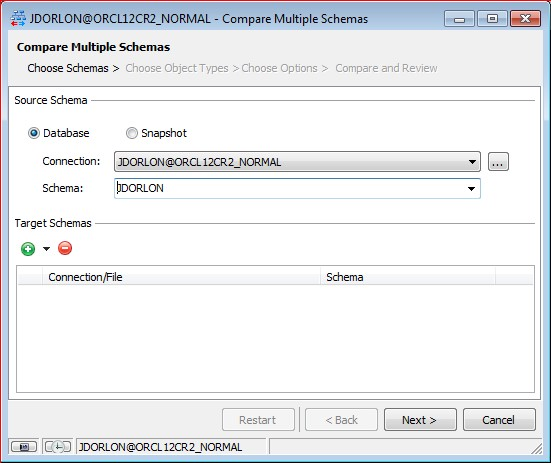 JDORLON@ORCL12CR2_NORMAL - Compare Multiple Schemas
Compare Multiple Schemas
Choose Schemas > Choose Object Types > Choose Options > Compare and Review
Source Schema
Database Snapshot
Connection: JDORLON@ORCL12CR2_NORMAL ...
Schema: JDORLON
Target Schemas
Connection/File Schema
Restart < Back Next > Cancel
JDORLON@ORCL12CR2_NORMAL